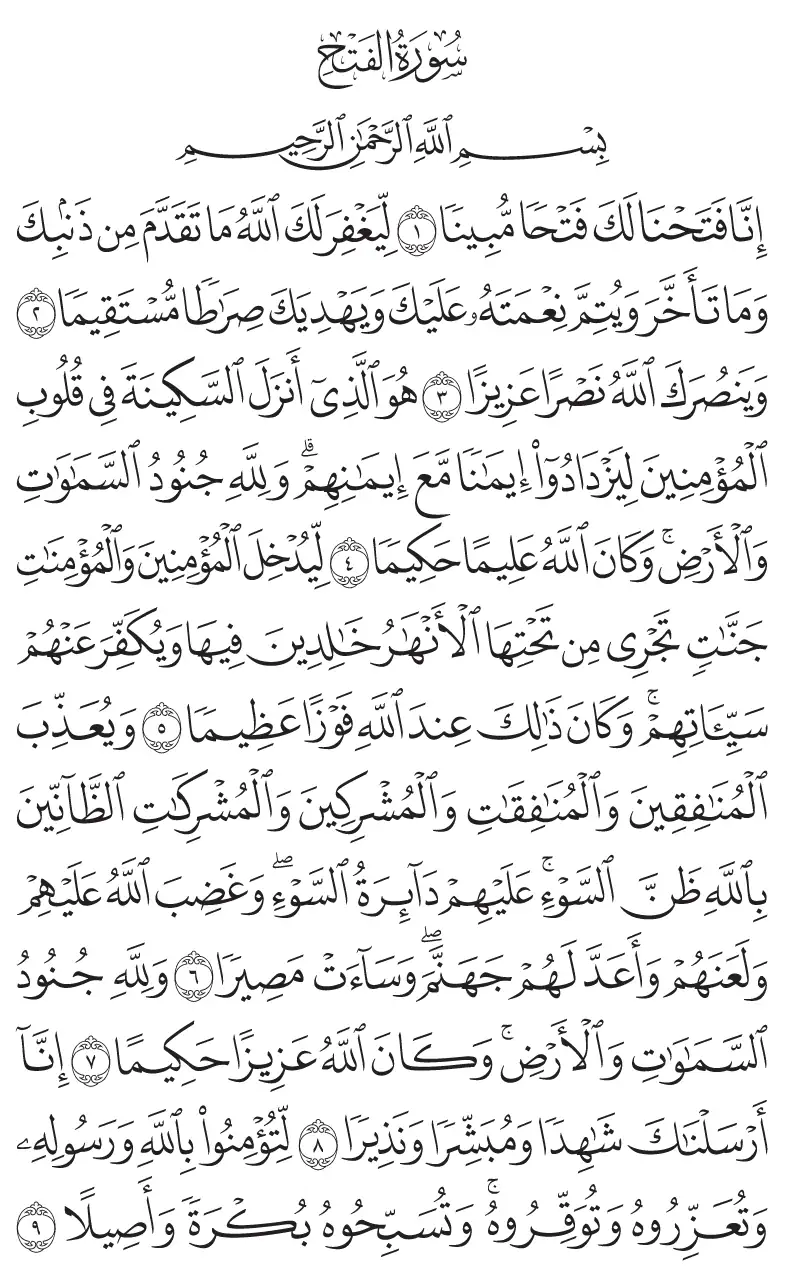 سُورَةُ الفَتۡحِ
بِسۡمِ ٱللَّهِ ٱلرَّحۡمَٰنِ ٱلرَّحِيمِ
إِنَّا فَتَحۡنَا لَكَ فَتۡحٗا مُّبِينٗا ١ لِّيَغۡفِرَ لَكَ ٱللَّهُ مَا تَقَدَّمَ مِن ذَنۢبِكَ
وَمَا تَأَخَّرَ وَيُتِمَّ نِعۡمَتَهُۥ عَلَيۡكَ وَيَهۡدِيَكَ صِرَٰطٗا مُّسۡتَقِيمٗا ٢
وَيَنصُرَكَ ٱللَّهُ نَصۡرًا عَزِيزًا ٣ هُوَ ٱلَّذِيٓ أَنزَلَ ٱلسَّكِينَةَ فِي قُلُوبِ
ٱلۡمُؤۡمِنِينَ لِيَزۡدَادُوٓاْ إِيمَٰنٗا مَّعَ إِيمَٰنِهِمۡۗ وَلِلَّهِ جُنُودُ ٱلسَّمَٰوَٰتِ
وَٱلۡأَرۡضِۚ وَكَانَ ٱللَّهُ عَلِيمًا حَكِيمٗا ٤ لِّيُدۡخِلَ ٱلۡمُؤۡمِنِينَ وَٱلۡمُؤۡمِنَٰتِ
جَنَّٰتٖ تَجۡرِي مِن تَحۡتِهَا ٱلۡأَنۡهَٰرُ خَٰلِدِينَ فِيهَا وَيُكَفِّرَ عَنۡهُمۡ
سَيِّـَٔاتِهِمۡۚ وَكَانَ ذَٰلِكَ عِندَ ٱللَّهِ فَوۡزًا عَظِيمٗا ٥ وَيُعَذِّبَ
ٱلۡمُنَٰفِقِينَ وَٱلۡمُنَٰفِقَٰتِ وَٱلۡمُشۡرِكِينَ وَٱلۡمُشۡرِكَٰتِ ٱلظَّآنِّينَ
بِٱللَّهِ ظَنَّ ٱلسَّوۡءِۚ عَلَيۡهِمۡ دَآئِرَةُ ٱلسَّوۡءِۖ وَغَضِبَ ٱللَّهُ عَلَيۡهِمۡ
وَلَعَنَهُمۡ وَأَعَدَّ لَهُمۡ جَهَنَّمَۖ وَسَآءَتۡ مَصِيرٗا ٦ وَلِلَّهِ جُنُودُ
ٱلسَّمَٰوَٰتِ وَٱلۡأَرۡضِۚ وَكَانَ ٱللَّهُ عَزِيزًا حَكِيمًا ٧ إِنَّآ
أَرۡسَلۡنَٰكَ شَٰهِدٗا وَمُبَشِّرٗا وَنَذِيرٗا ٨ لِّتُؤۡمِنُواْ بِٱللَّهِ وَرَسُولِهِۦ
وَتُعَزِّرُوهُ وَتُوَقِّرُوهُۚ وَتُسَبِّحُوهُ بُكۡرَةٗ وَأَصِيلًا ٩